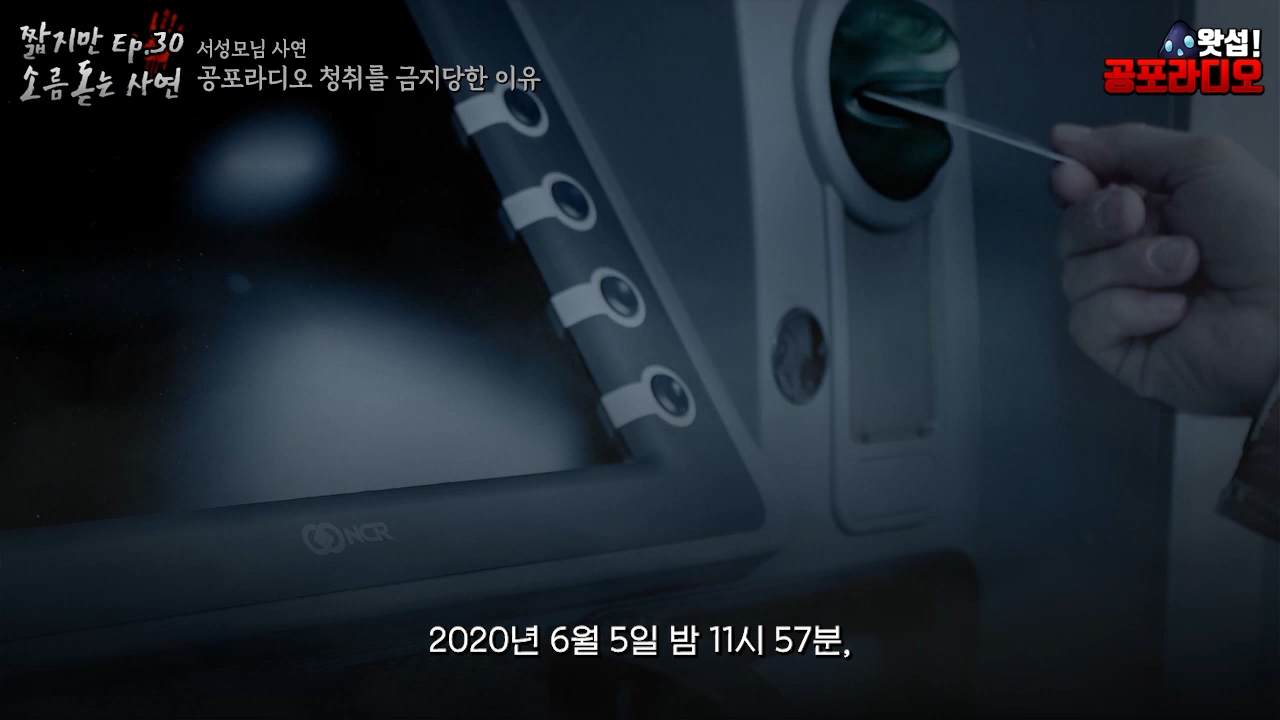 짧지만 Ep.30
소름 돋는 사연
서성모님 사연
공포라디오 청취를 금지당한 이유
왓섭!
공포라디오
NCR
2020년 6월 5일 밤 11시 57분,